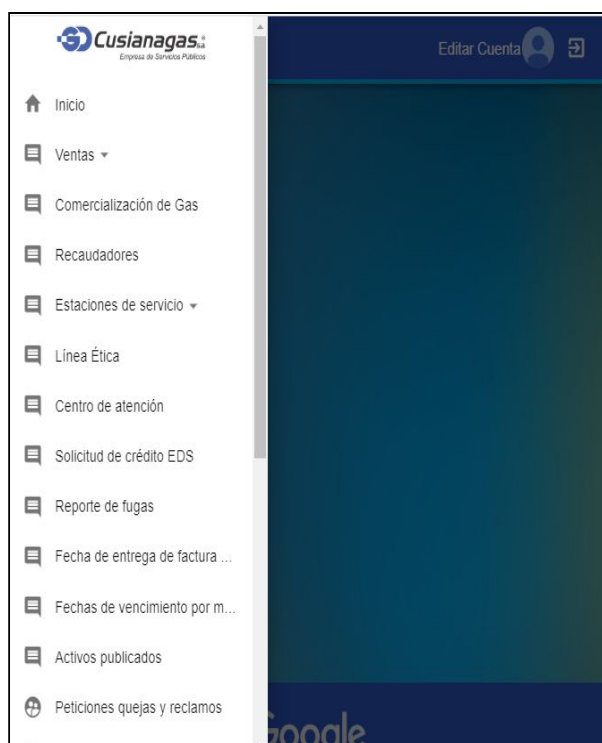 Cusianagas S.A.
Empresa de Servicios Públicos
Editar Cuenta
Inicio
Ventas
Comercialización de Gas
Recaudadores
Estaciones de servicio
Línea Ética
Centro de atención
Solicitud de crédito EDS
Reporte de fugas
Fecha de entrega de factura ...
Fechas de vencimiento por m...
Activos publicados
Peticiones quejas y reclamos
Google